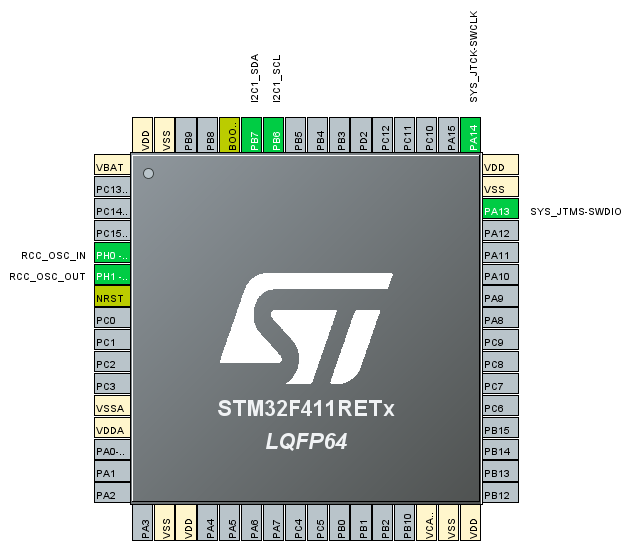 I2C1_SDA
I2C1_SCL
SYS_JTCK-SWCLK
VDD
VSS
PB9
PB8
BOO..
PB7
PB6
PB5
PB4
PB3
PD2
PC12
PC11
PC10
PA15
PA14
VBAT
PC13..
PC14..
PC15..
RCC_OSC_IN PH0 -..
RCC_OSC_OUT PH1 -..
NRST
PC0
PC1
PC2
PC3
VSSA
VDDA
PA0-..
PA1
PA2
ST
STM32F411RETx
LQFP64
VDD
VSS
PA13 SYS_JTMS-SWDIO
PA12
PA11
PA10
PA9
PA8
PC9
PC8
PC7
PC6
PB15
PB14
PB13
PB12
PA3
VSS
VDD
PA4
PA5
PA6
PA7
PC4
PC5
PB0
PB1
PB2
PB10
VCA..
VSS
VDD